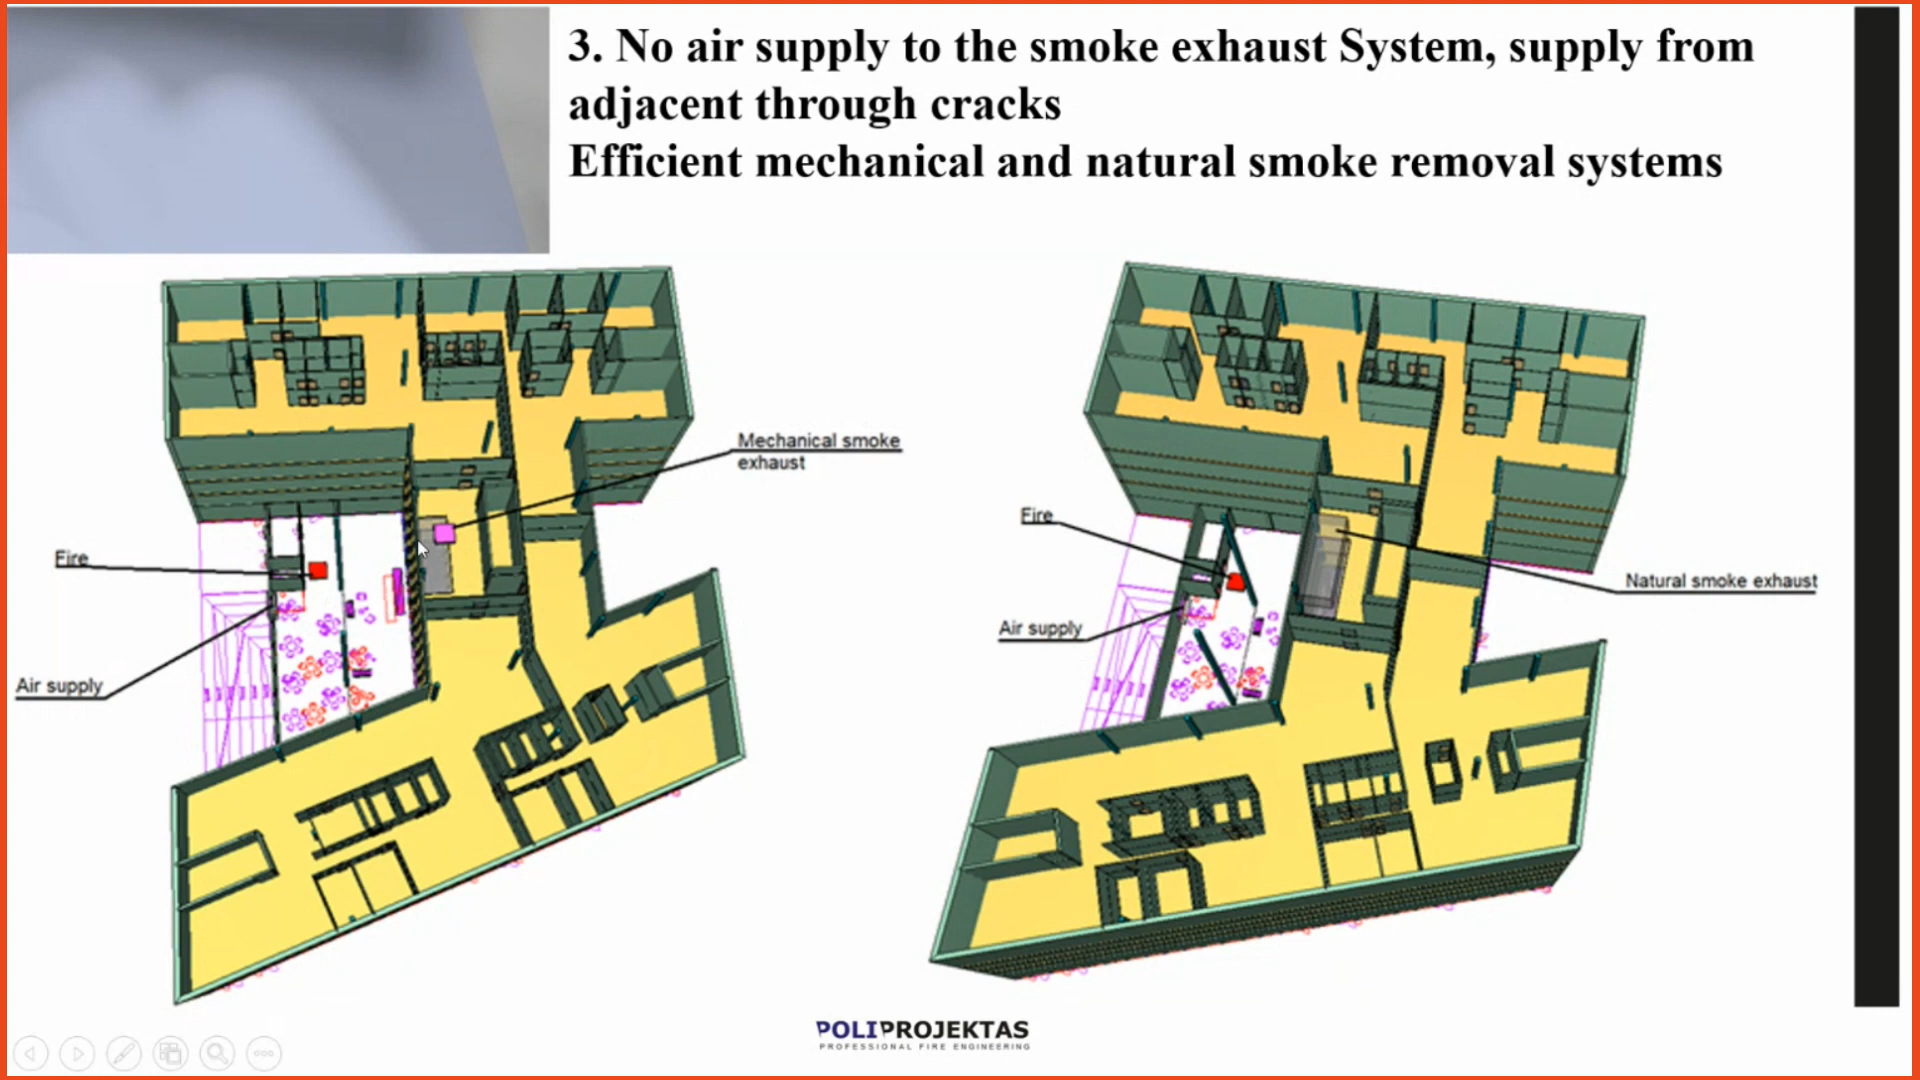 3. No air supply to the smoke exhaust System, supply from
adjacent through cracks
Efficient mechanical and natural smoke removal systems
Mechanical smoke
exhaust
Fire
Air supply
Fire
Air supply
Natural smoke exhaust
POLIPROJEKTAS
PROFESSIONAL FIRE ENGINEERING